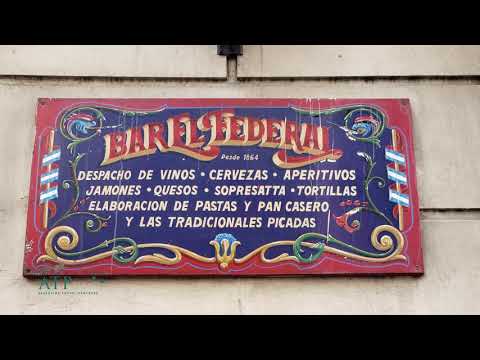 BAR EL FEDERAL
Desde 1864
DESPACHO DE VINOS • CERVEZAS • APERITIVOS
JAMONES • QUESOS • SOPRESATTA • TORTILLAS
ELABORACION DE PASTAS Y PAN CASERO
Y LAS TRADICIONALES PICADAS